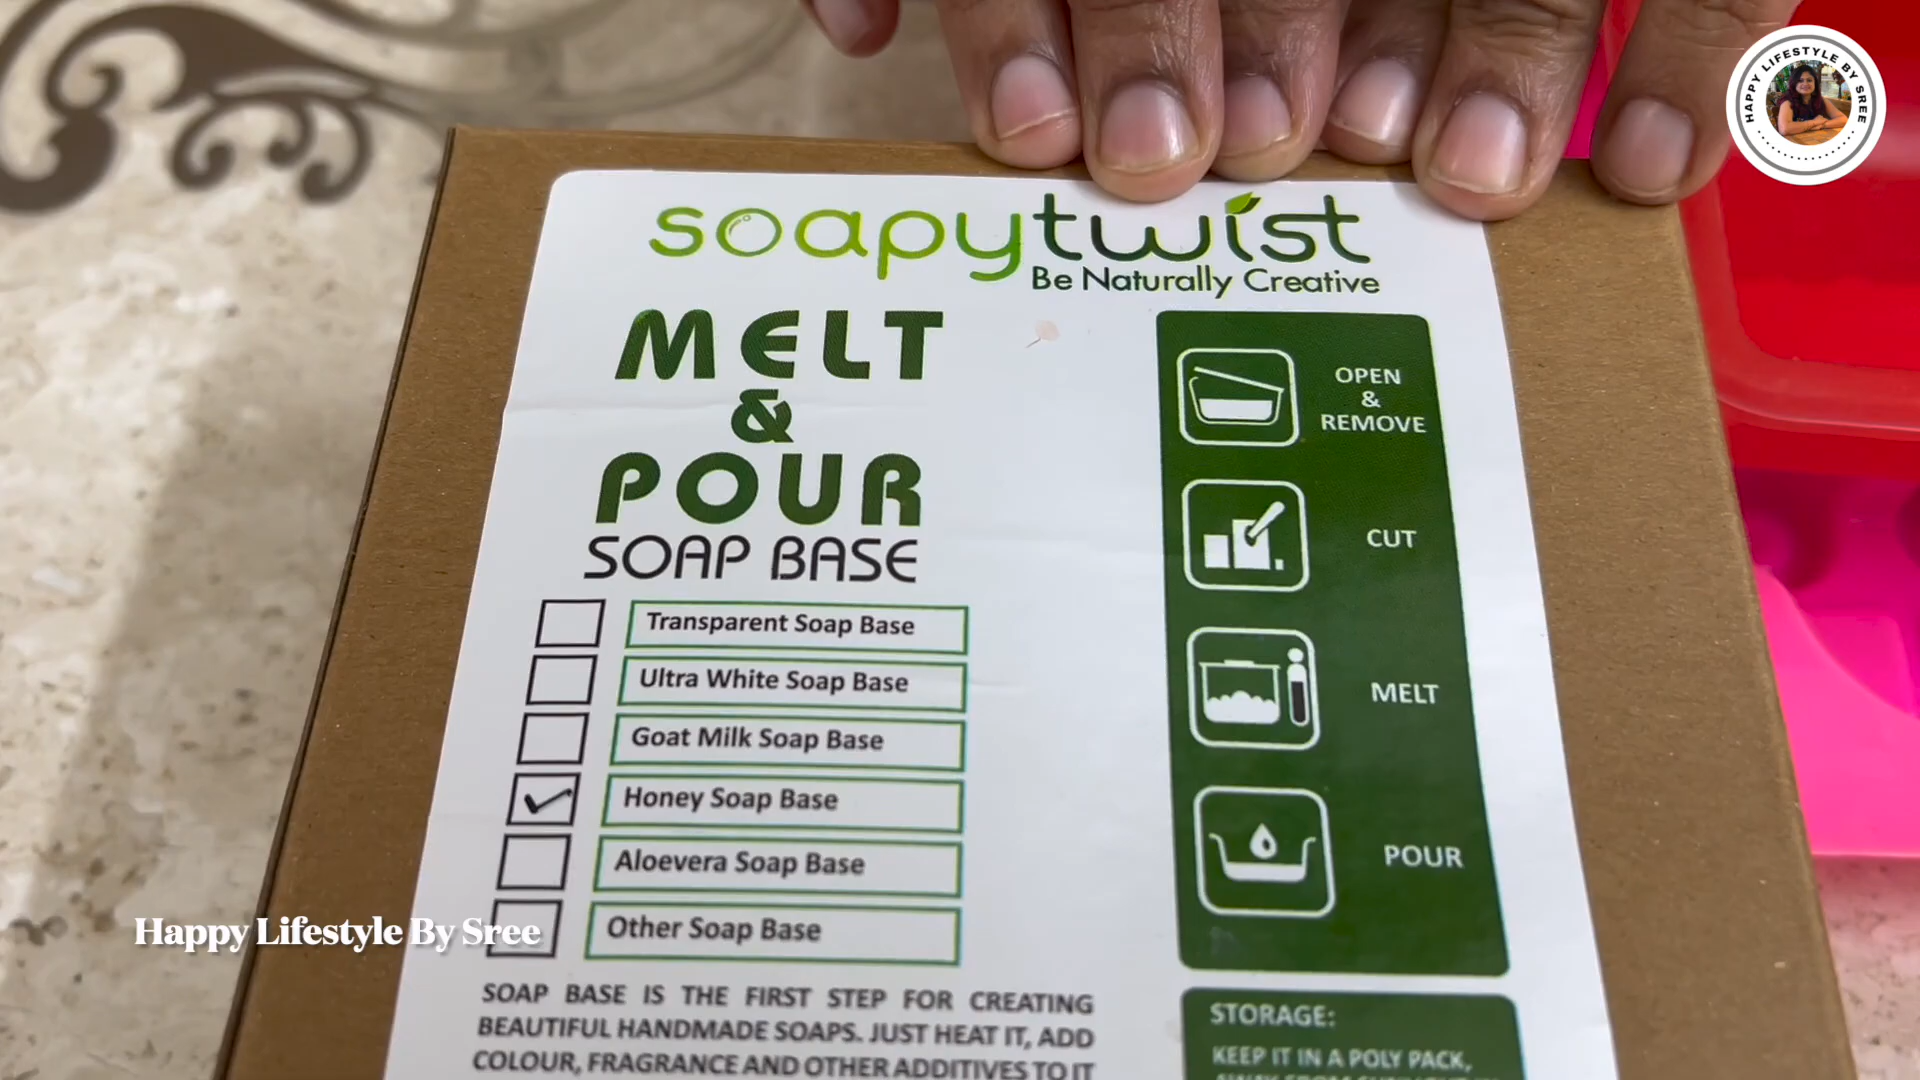 HAPPY LIFESTYLE BY SREE
soapytwist
Be Naturally Creative
MELT
&
POUR
SOAP BASE
Transparent Soap Base
Ultra White Soap Base
Goat Milk Soap Base
Honey Soap Base
Aloevera Soap Base
Other Soap Base
SOAP BASE IS THE FIRST STEP FOR CREATING
BEAUTIFUL HANDMADE SOAPS. JUST HEAT IT, ADD
COLOUR, FRAGRANCE AND OTHER ADDITIVES TO IT
OPEN
&
REMOVE
CUT
MELT
POUR
STORAGE:
KEEP IT IN A POLY PACK,
Happy Lifestyle By Sree